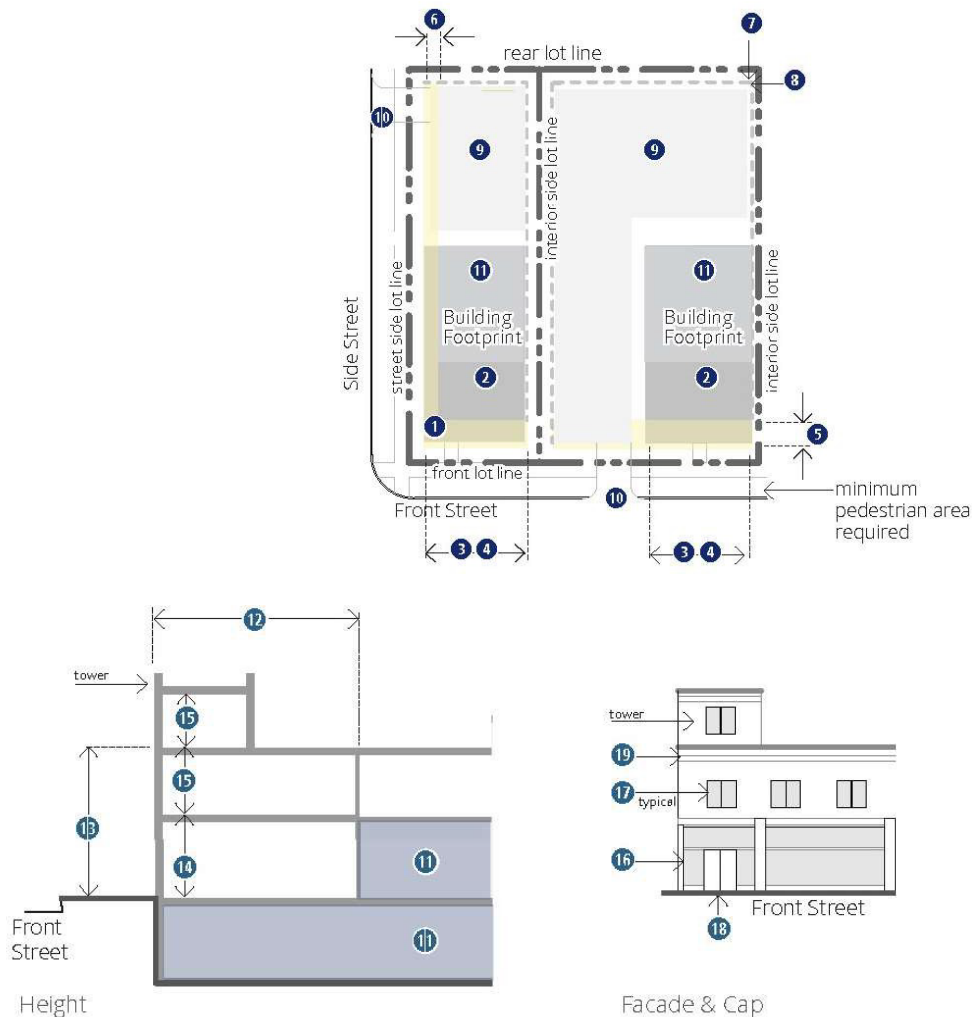 6
7
rear lot line
8
10
9
9
interior side lot line
street side lot line
interior side lot line
Side Street
11
11
Building
Footprint
Building
Footprint
2
2
1
5
front lot line
Front Street
10
minimum
pedestrian area
required
3 4
3 4
12
tower
15
15
13
14
11
11
Front
Street
Height
tower
19
17
typical
16
Front Street
18
Facade & Cap